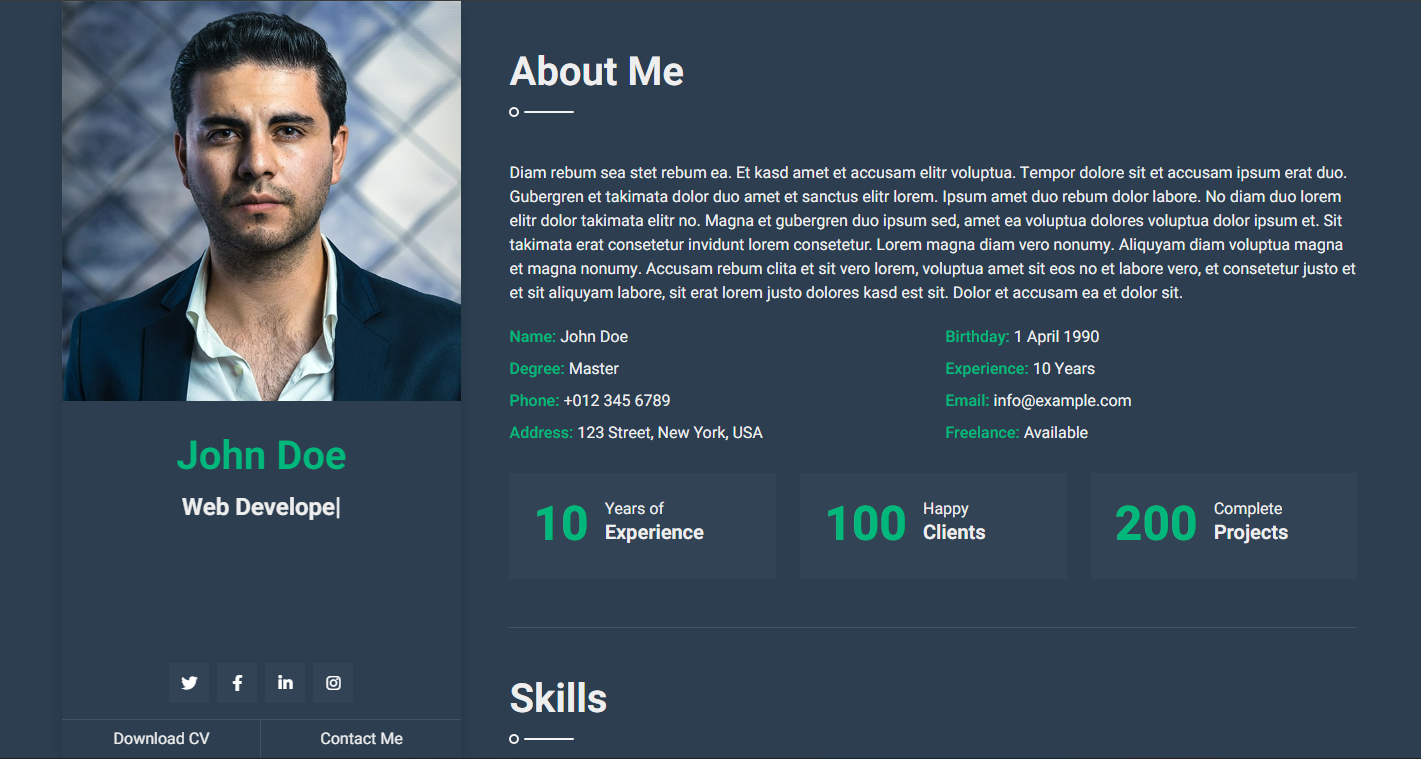 John Doe
Web Develope|
Download CV
Contact Me
About Me
Diam rebum sea stet rebum ea. Et kasd amet et accusam elitr voluptua. Tempor dolore sit et accusam ipsum erat duo.
Gubergren et takimata dolor duo amet et sanctus elitr lorem. Ipsum amet duo rebum dolor labore. No diam duo lorem
elitr dolor takimata elitr no. Magna et gubergren duo ipsum sed, amet ea voluptua dolores voluptua dolor ipsum et. Sit
takimata erat consetetur invidunt lorem consetetur. Lorem magna diam vero nonumy. Aliquyam diam voluptua magna
et magna nonumy. Accusam rebum clita et sit vero lorem, voluptua amet sit eos no et labore vero, et consetetur justo et
et sit aliquyam labore, sit erat lorem justo dolores kasd est sit. Dolor et accusam ea et dolor sit.
Name: John Doe
Birthday: 1 April 1990
Degree: Master
Experience: 10 Years
Phone: +012 345 6789
Email: info@example.com
Address: 123 Street, New York, USA
Freelance: Available
10
Years of
Experience
100
Happy
Clients
200
Complete
Projects
Skills